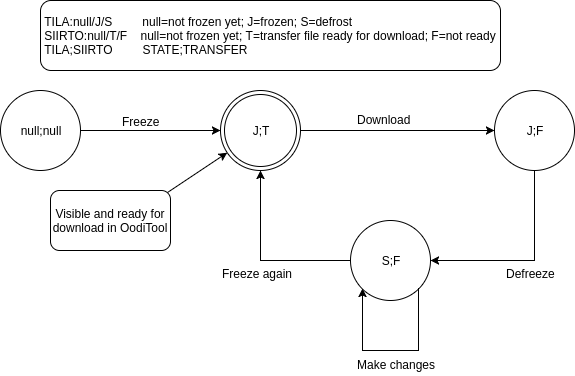 TILA:null/J/S null=not frozen yet; J=frozen; S=defrost
SIIRTO:null/T/F null=not frozen yet; T=transfer file ready for download; F=not ready
TILA;SIIRTO STATE;TRANSFER
null;null
Freeze
J;T
Download
J;F
Visible and ready for
download in OodiTool
S;F
Freeze again
Defreeze
Make changes